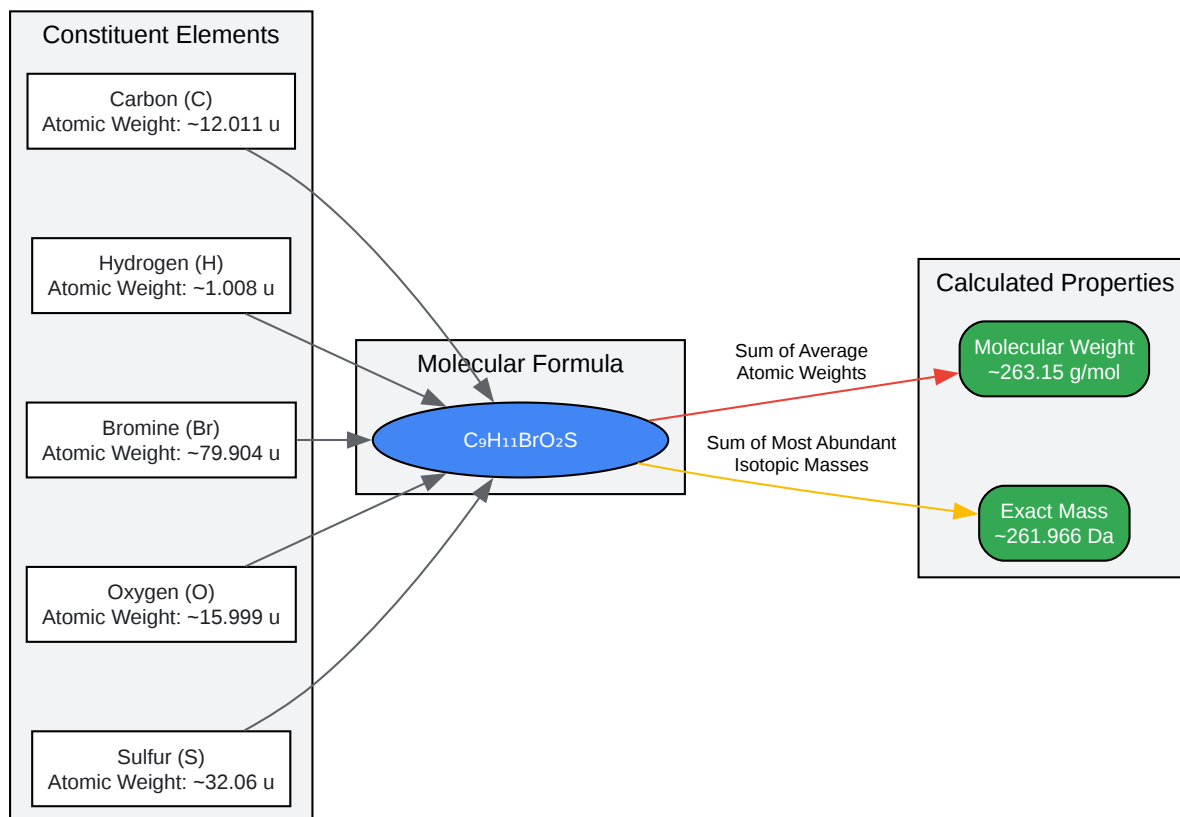 Constituent Elements
Carbon (C)
Atomic Weight: ~12.011 u
Hydrogen (H)
Atomic Weight: ~1.008 u
Bromine (Br)
Atomic Weight: ~79.904 u
Oxygen (O)
Atomic Weight: ~15.999 u
Sulfur (S)
Atomic Weight: ~32.06 u
Molecular Formula
C₉H₁₁BrO₂S
Sum of Average
Atomic Weights
Sum of Most Abundant
Isotopic Masses
Calculated Properties
Molecular Weight
~263.15 g/mol
Exact Mass
~261.966 Da